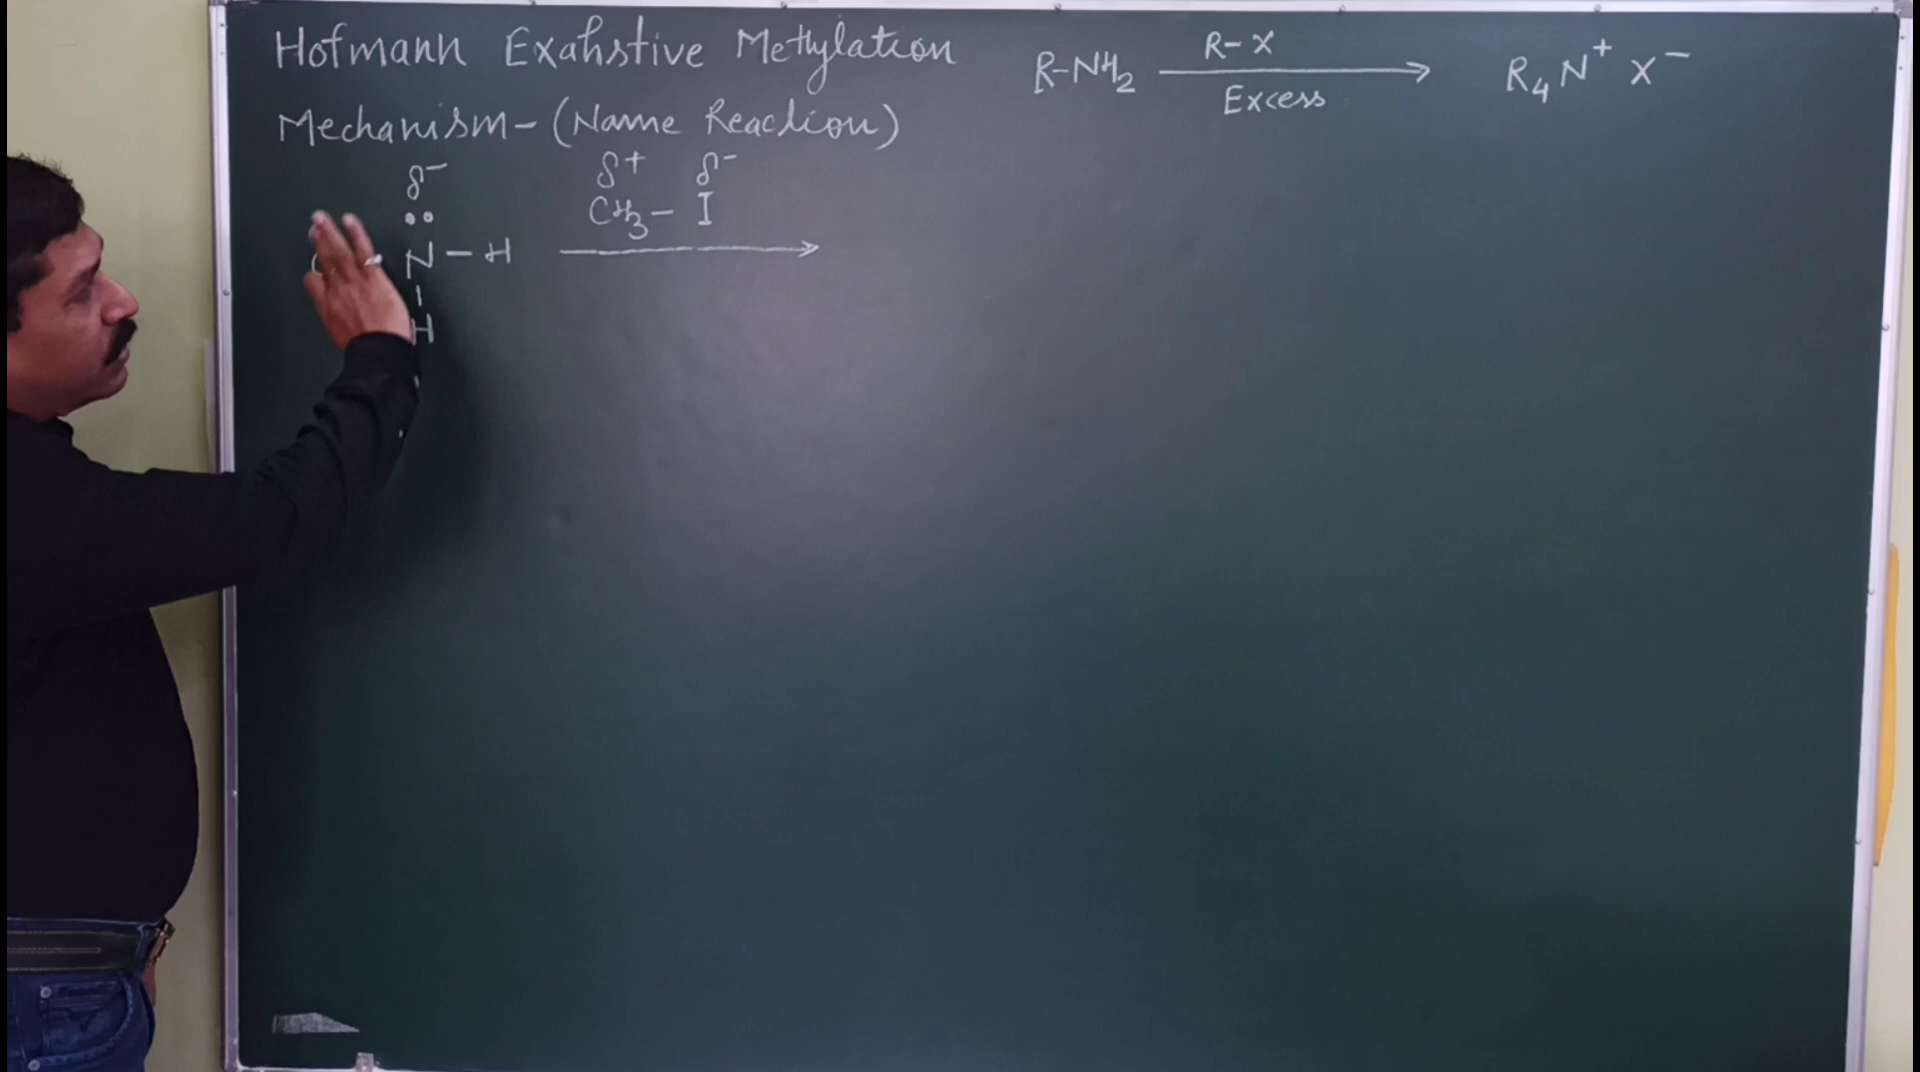 Hofmann Exahstive Methylation
Mechanism- (Name Reaction)
R-NH₂ R-X Excess → R₄N⁺ X⁻
δ⁻ δ⁺ δ⁻
•• CH₃- I
N - H ⟶
|
H